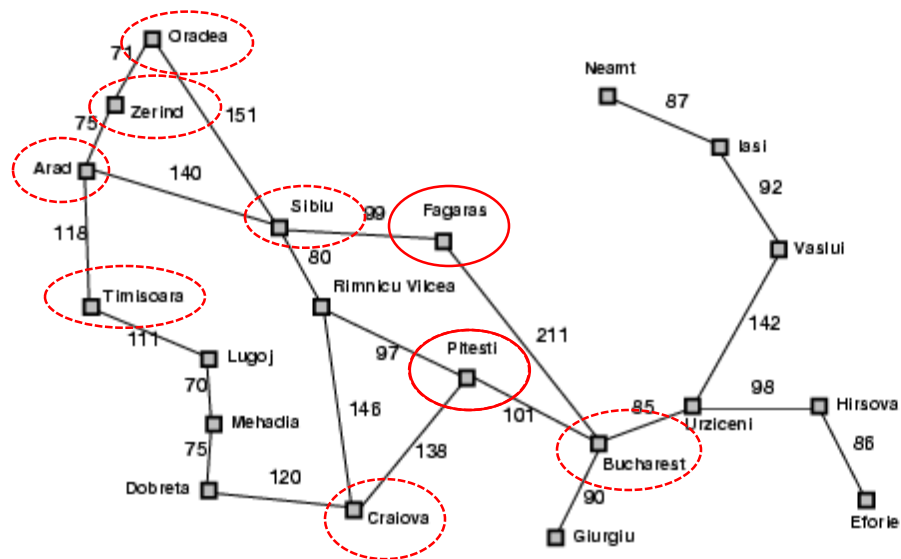 Oradea
71
Neamt
87
Zerind
151
75
Iasi
Arad
140
92
Sibiu
99
Fagaras
118
80
Vaslui
Timisoara
Rimnicu Vilcea
111
211
142
Lugoj
97
Pitesti
70
98
146
101
85
Hirsova
Mehadia
Urziceni
75
138
86
Bucharest
Dobreta
120
90
Craiova
Eforie
Giurgiu